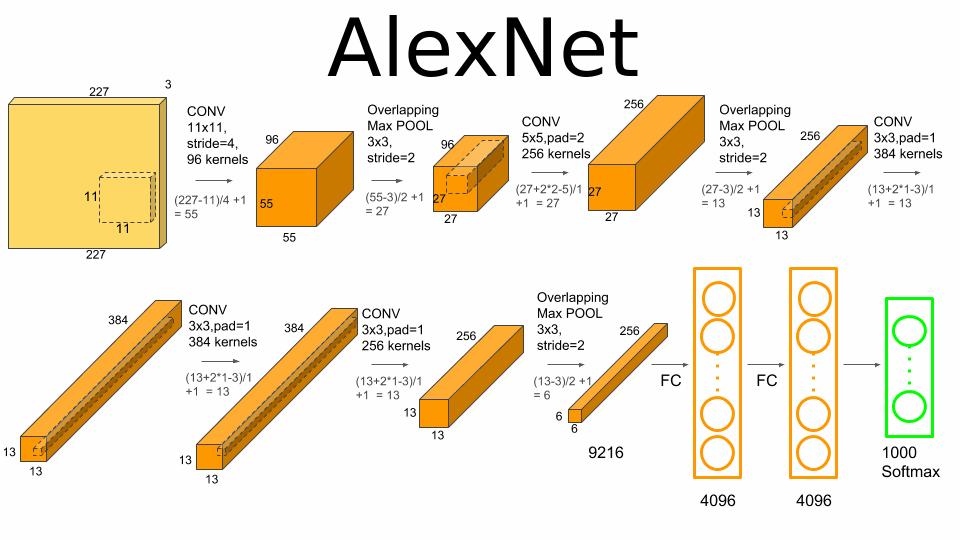 AlexNet
227
3
11
11
227
CONV
11x11,
stride=4,
96 kernels
(227-11)/4 +1
= 55
96
55
55
Overlapping
Max POOL
3x3,
stride=2
(55-3)/2 +1
= 27
96
27
27
CONV
5x5,pad=2
256 kernels
(27+2*2-5)/1
+1 = 27
256
27
27
Overlapping
Max POOL
3x3,
stride=2
(27-3)/2 +1
= 13
256
13
13
CONV
3x3,pad=1
384 kernels
(13+2*1-3)/1
+1 = 13
384
13
13
CONV
3x3,pad=1
384 kernels
(13+2*1-3)/1
+1 = 13
384
13
13
CONV
3x3,pad=1
256 kernels
(13+2*1-3)/1
+1 = 13
256
13
13
Overlapping
Max POOL
3x3,
stride=2
(13-3)/2 +1
= 6
256
6
6
9216
FC
4096
FC
4096
1000
Softmax